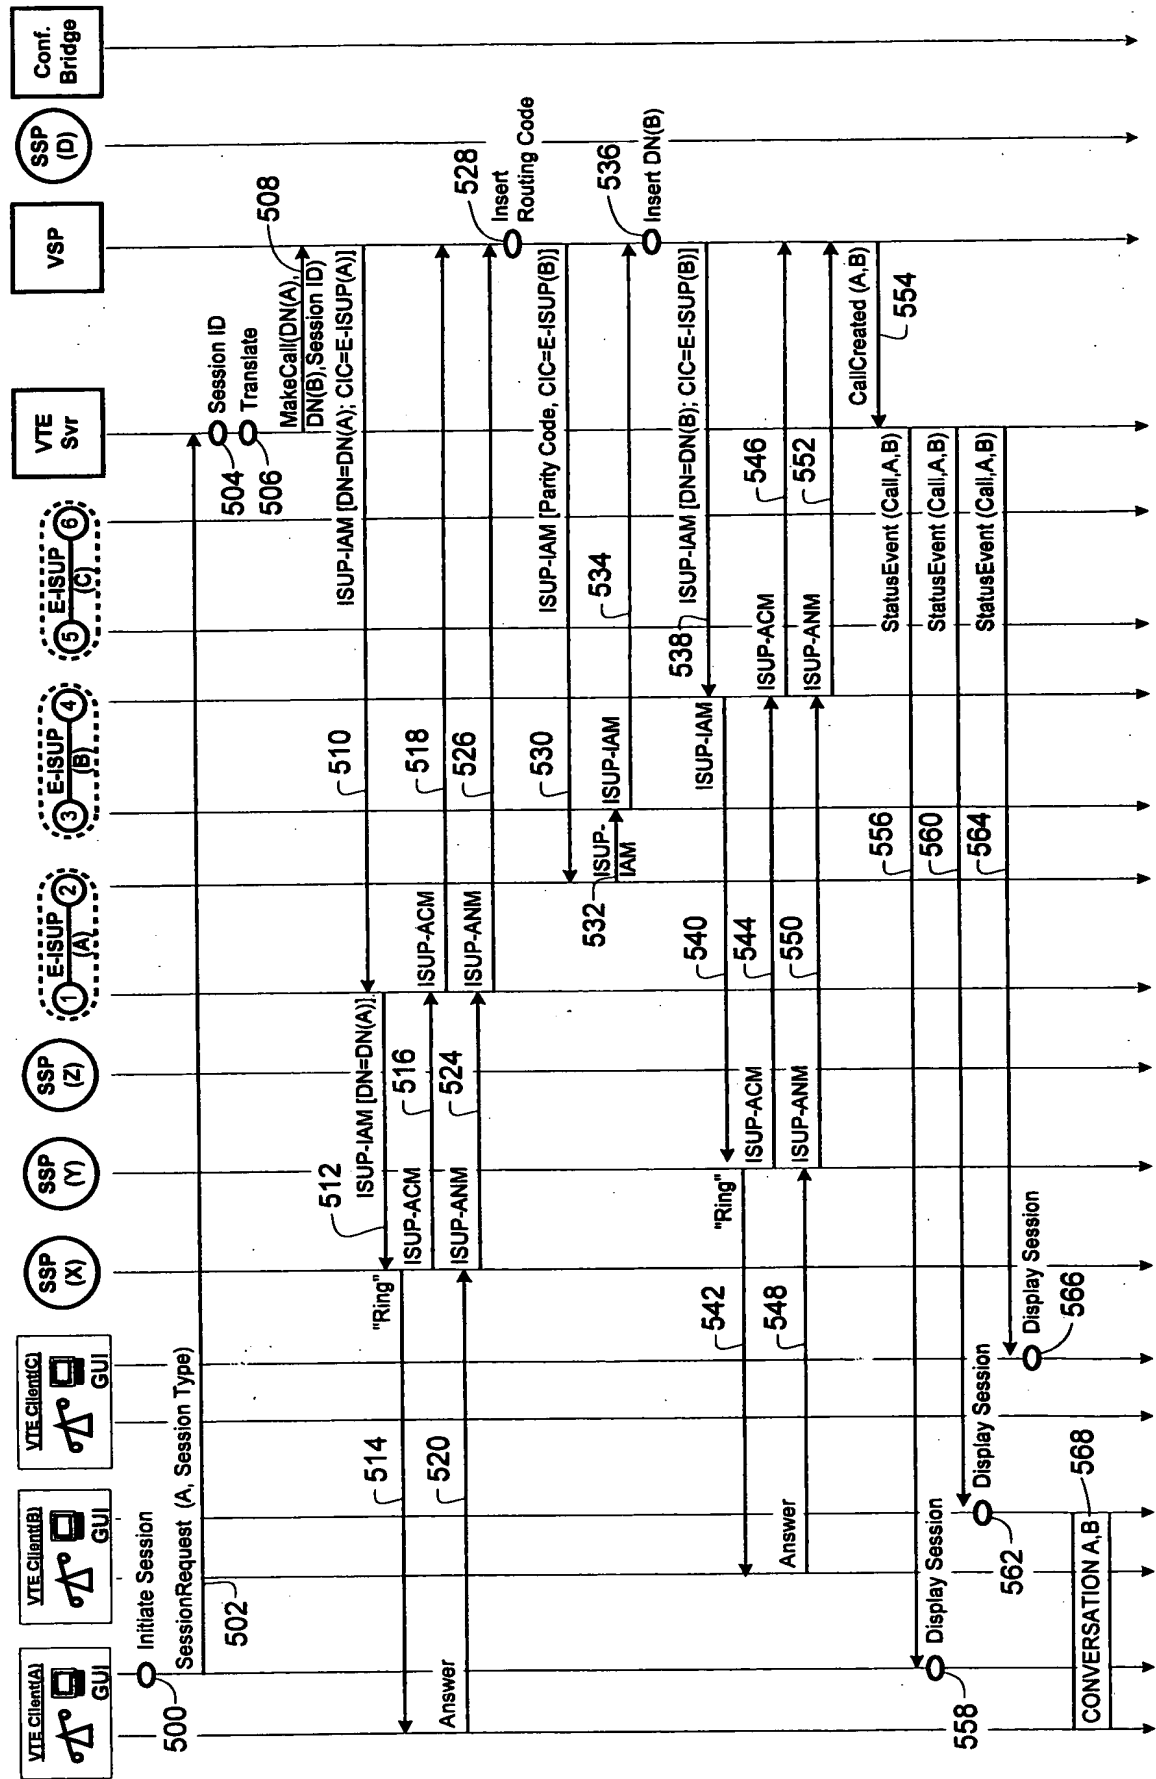 VTE Client(A)
GUI
VTE Client(B)
GUI
VTE Client(C)
GUI
SSP
(X)
SSP
(Y)
SSP
(Z)
1
E-ISUP
(A)
2
3
E-ISUP
(B)
4
5
E-ISUP
(C)
6
VTE
Svr
VSP
SSP
(D)
Conf.
Bridge
500
Initiate Session
SessionRequest (A, Session Type)
502
504
Session ID
506
Translate
MakeCall(DN(A),
DN(B),Session ID)
508
ISUP-IAM [DN=DN(A); CIC=E-ISUP(A)]
510
ISUP-IAM [DN=DN(A)]
512
"Ring"
514
ISUP-ACM
516
ISUP-ACM
518
Answer
520
ISUP-ANM
524
ISUP-ANM
526
528
Insert
Routing Code
ISUP-IAM [Parity Code, CIC=E-ISUP(B)]
530
ISUP-
IAM
532
ISUP-IAM
534
536
Insert DN(B)
ISUP-IAM [DN=DN(B); CIC=E-ISUP(B)]
538
ISUP-IAM
540
"Ring"
542
ISUP-ACM
544
ISUP-ACM
546
Answer
548
ISUP-ANM
550
ISUP-ANM
552
CallCreated (A,B)
554
StatusEvent (Call,A,B)
556
Display Session
558
StatusEvent (Call,A,B)
560
Display Session
562
StatusEvent (Call,A,B)
564
Display Session
566
CONVERSATION A,B
568